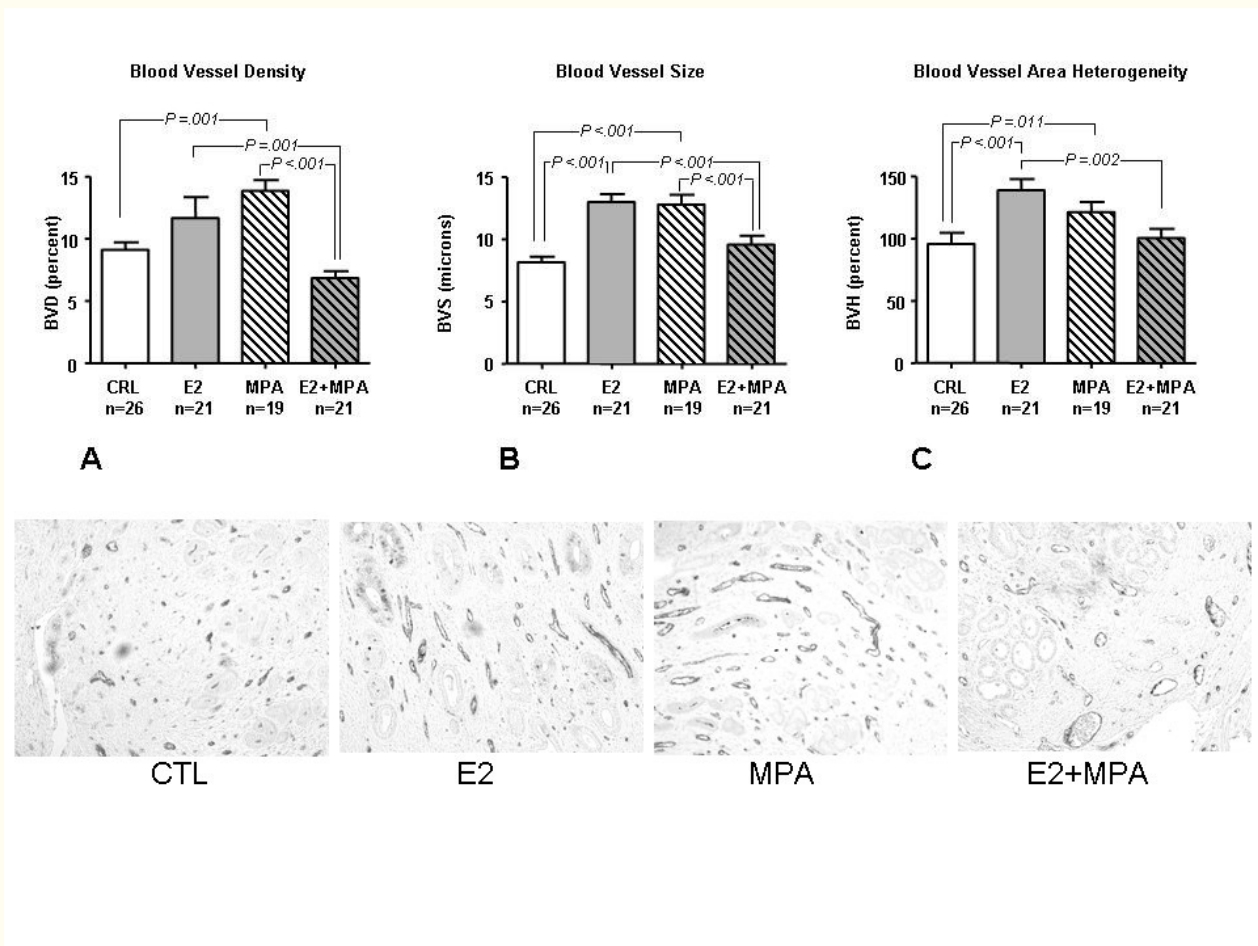 Blood Vessel Density
P =.001
P =.001
P <.001
15
10
5
0
BVD (percent)
CRL
n=26
E2
n=21
MPA
n=19
E2+MPA
n=21
A
Blood Vessel Size
P <.001
P <.001
P <.001
P <.001
15
10
5
0
BVS (microns)
CRL
n=26
E2
n=21
MPA
n=19
E2+MPA
n=21
B
Blood Vessel Area Heterogeneity
P =.011
P <.001
P =.002
150
100
50
0
BVH (percent)
CRL
n=26
E2
n=21
MPA
n=19
E2+MPA
n=21
C
CTL
E2
MPA
E2+MPA